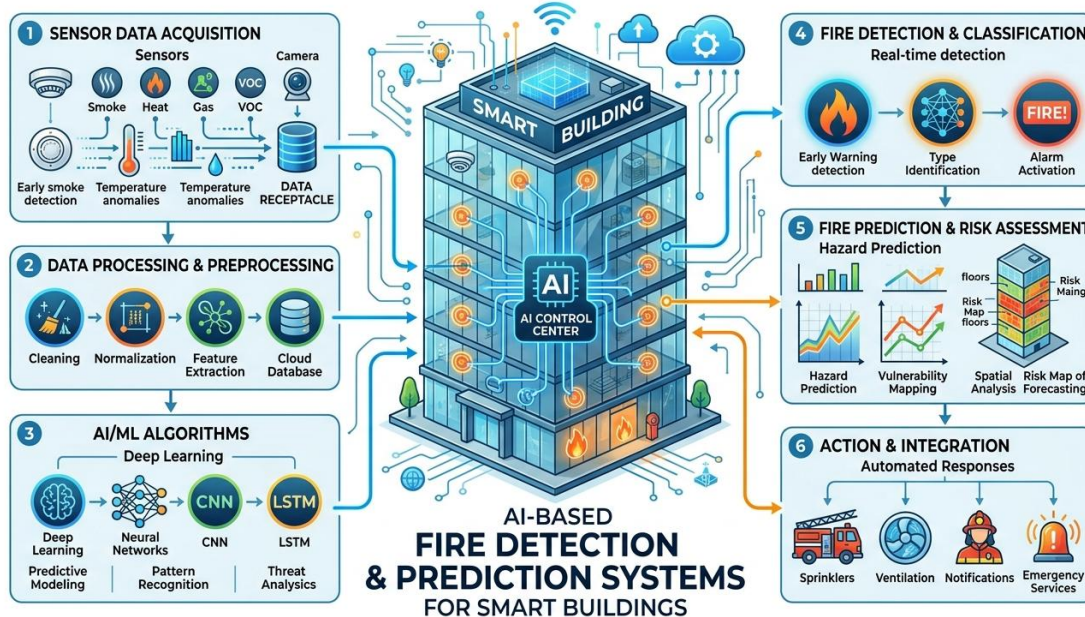 1 SENSOR DATA ACQUISITION
Sensors
Camera
Smoke
Heat
Gas
VOC
VOC
Early smoke
detection
Temperature
anomalies
Temperature
anomalies
DATA
RECEPTACLE
2 DATA PROCESSING & PREPROCESSING
Cleaning
Normalization
Feature
Extraction
Cloud
Database
3 AI/ML ALGORITHMS
Deep Learning
CNN
LSTM
Deep
Learning
Neural
Networks
CNN
LSTM
Predictive
Modeling
Pattern
Recognition
Threat
Analytics
SMART BUILDING
AI
AI CONTROL
CENTER
AI-BASED
FIRE DETECTION
& PREDICTION SYSTEMS
FOR SMART BUILDINGS
4 FIRE DETECTION & CLASSIFICATION
Real-time detection
FIRE!
Early Warning
detection
Type
Identification
Alarm
Activation
5 FIRE PREDICTION & RISK ASSESSMENT
Hazard Prediction
floors
Risk
Map
floors
Risk
Maing
Hazard
Prediction
Vulnerability
Mapping
Spatial
Analysis
Risk Map of
Forecasting
6 ACTION & INTEGRATION
Automated Responses
Sprinklers
Ventilation
Notifications
Emergency
Services